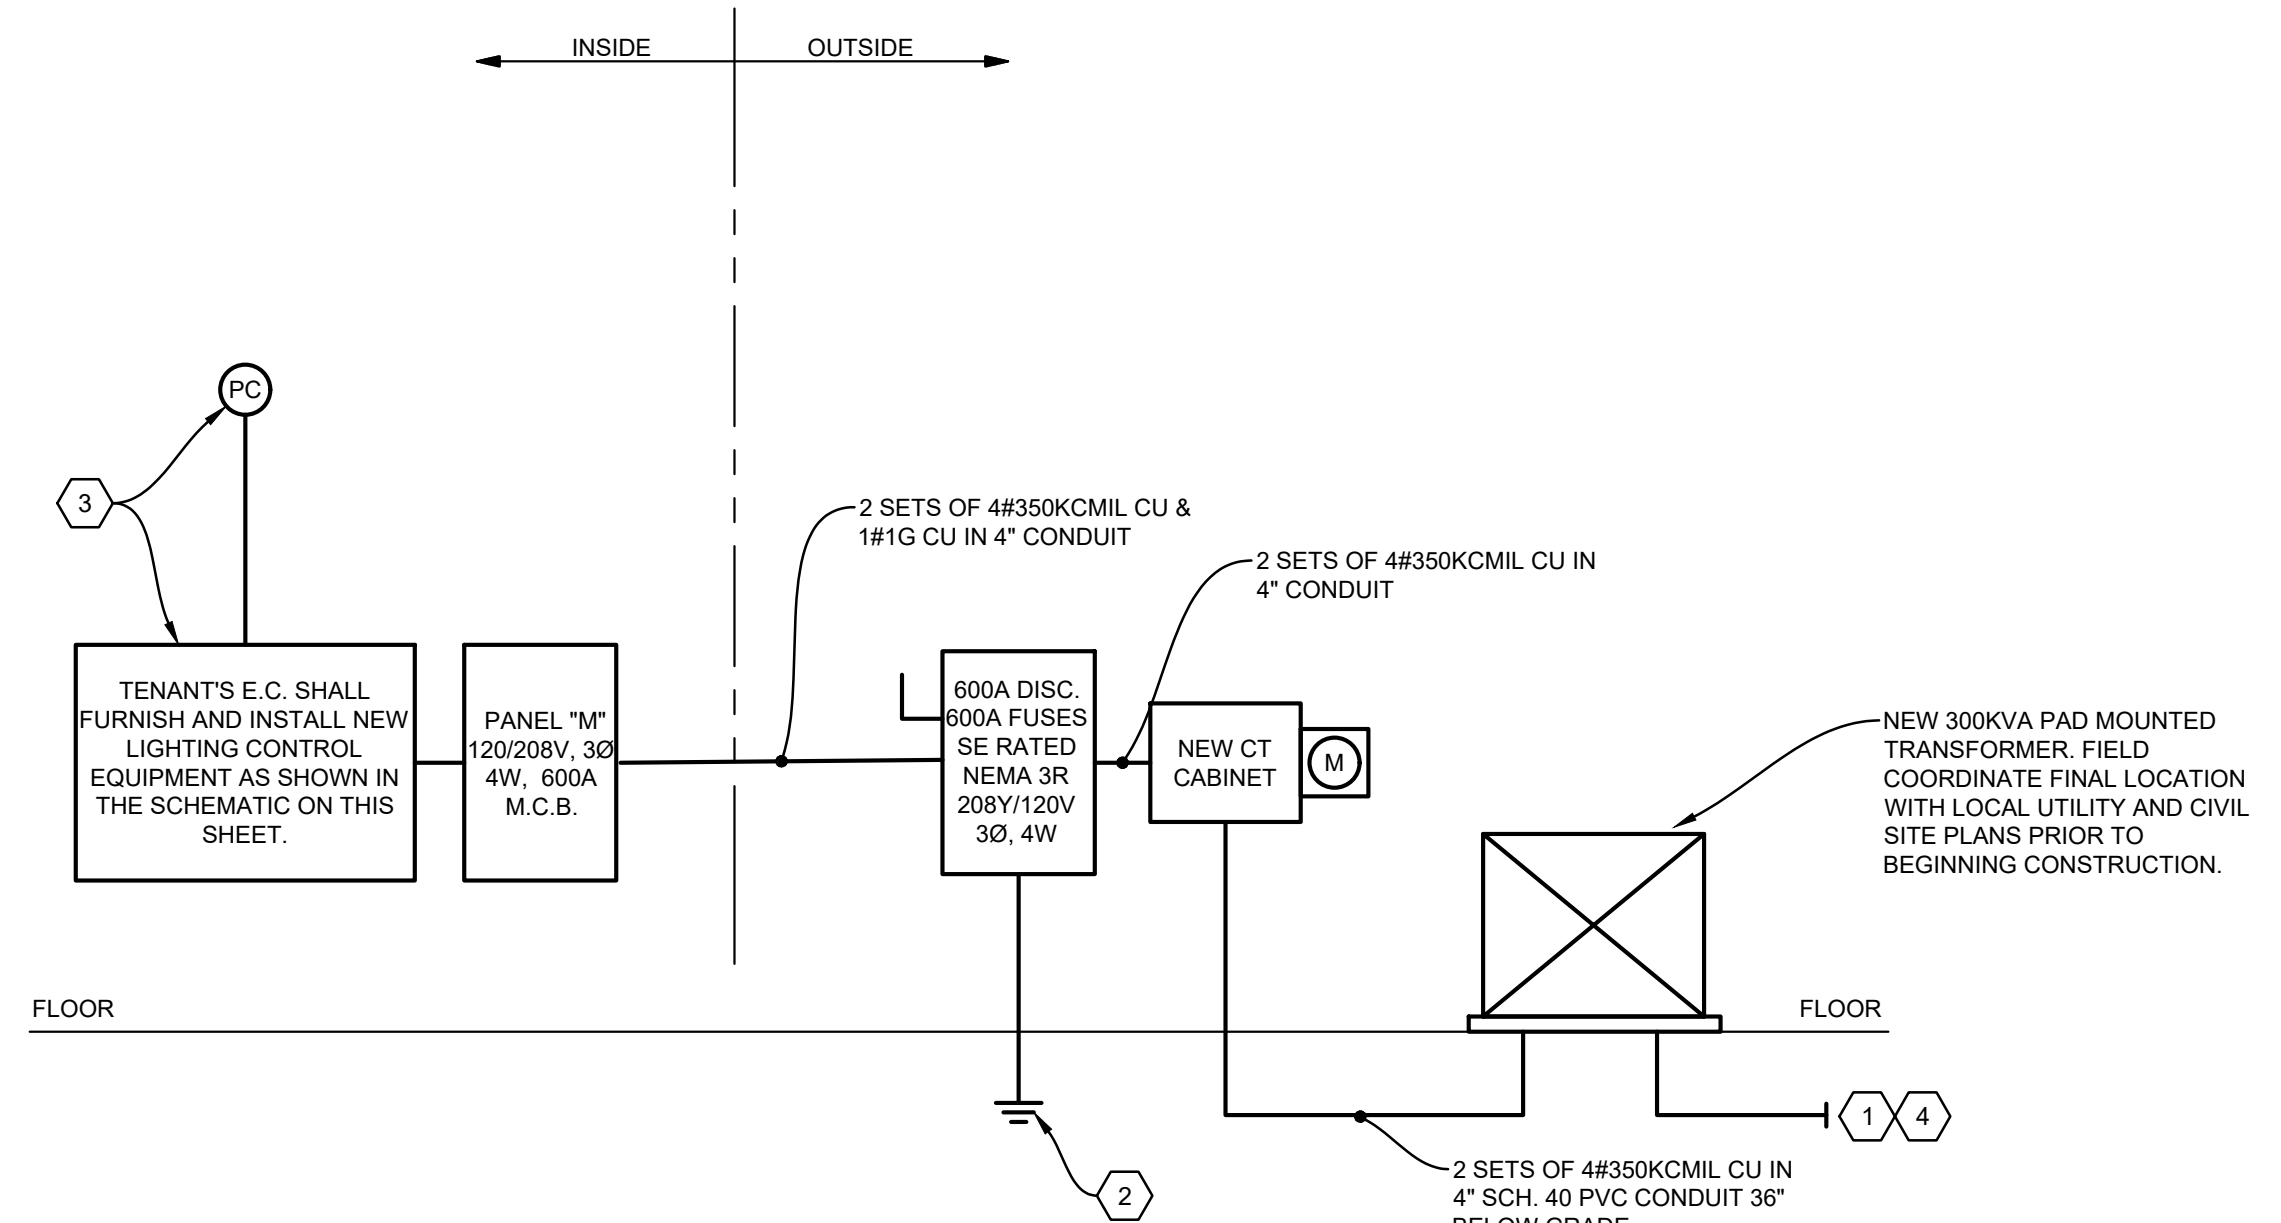 INSIDE
OUTSIDE
PC
3
2 SETS OF 4#350KCMIL CU &
1#1G CU IN 4" CONDUIT
2 SETS OF 4#350KCMIL CU IN
4" CONDUIT
TENANT'S E.C. SHALL
FURNISH AND INSTALL NEW
LIGHTING CONTROL
EQUIPMENT AS SHOWN IN
THE SCHEMATIC ON THIS
SHEET.
PANEL "M"
120/208V, 3Ø
4W, 600A
M.C.B.
600A DISC.
600A FUSES
SE RATED
NEMA 3R
208Y/120V
3Ø, 4W
NEW CT
CABINET
M
NEW 300KVA PAD MOUNTED
TRANSFORMER. FIELD
COORDINATE FINAL LOCATION
WITH LOCAL UTILITY AND CIVIL
SITE PLANS PRIOR TO
BEGINNING CONSTRUCTION.
FLOOR
FLOOR
1
4
2
2 SETS OF 4#350KCMIL CU IN
4" SCH. 40 PVC CONDUIT 36"
BELOW GRADE